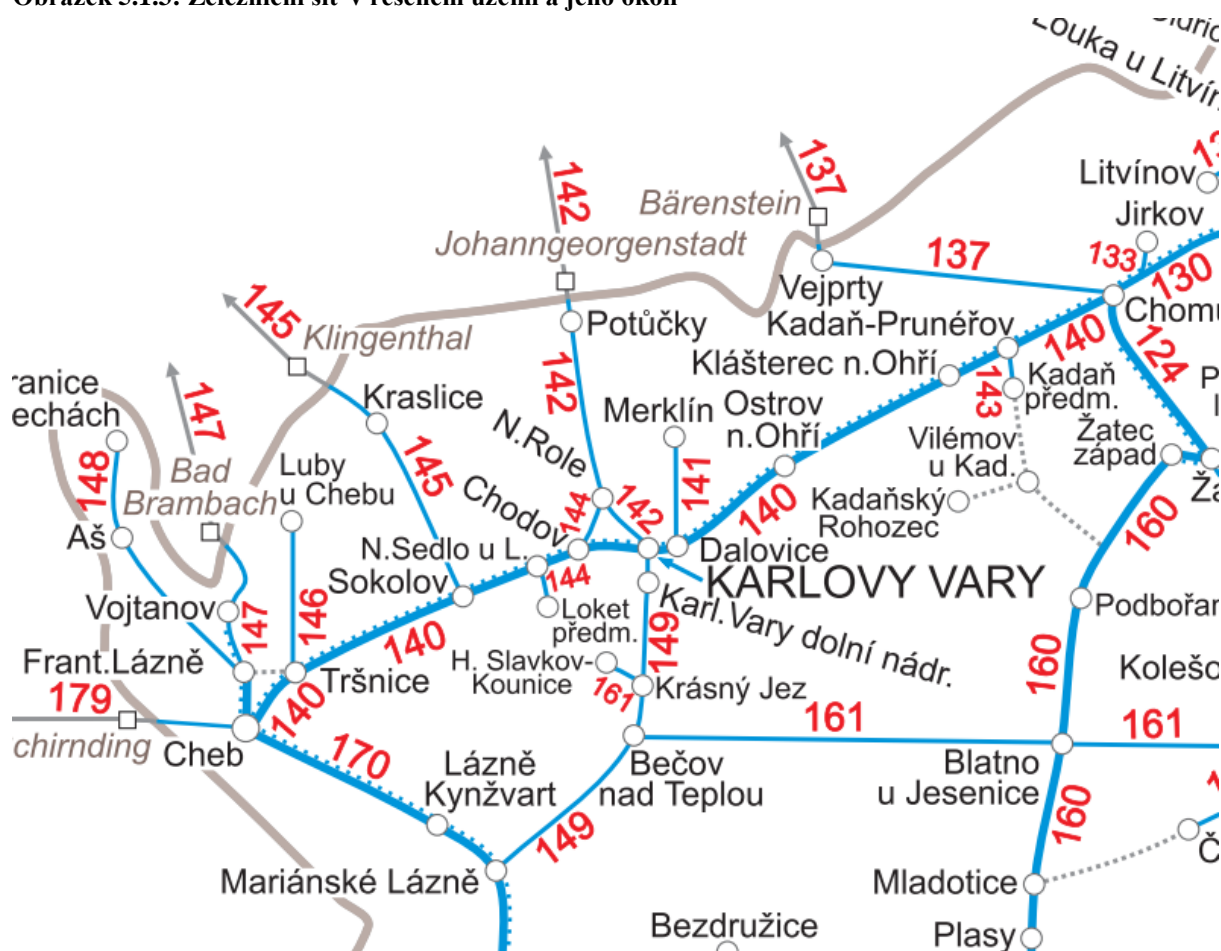 Louka u Litvín
142
137
Litvínov
Bärenstein
Jirkov
Johanngeorgenstadt
133
130
137
145
Vejprty
Chomu
Klingenthal
Potůčky
Kadaň-Prunéřov
140
124
147
Klášterec n.Ohří
ranice
echách
Kraslice
142
143
Kadaň
předm.
Merklín
Ostrov
n.Ohří
N.Role
Vilémov
u Kad.
Žatec
západ
148
Bad
Brambach
Luby
u Chebu
145
Chodov
144
142
141
140
Kadaňský
Rohozec
160
Aš
N.Sedlo u L.
Dalovice
Sokolov
144
KARLOVY VARY
Vojtanov
147
146
140
Loket
předm.
Karl.Vary dolní nádr.
149
Podbořan
Frant.Lázně
Tršnice
H. Slavkov-
Kounice
161
Krásný Jez
160
Kolešo
179
140
161
161
chirnding
Cheb
170
Lázně
Kynžvart
Bečov
nad Teplou
Blatno
u Jesenice
149
160
Mariánské Lázně
Mladotice
Bezdružice
Plasy